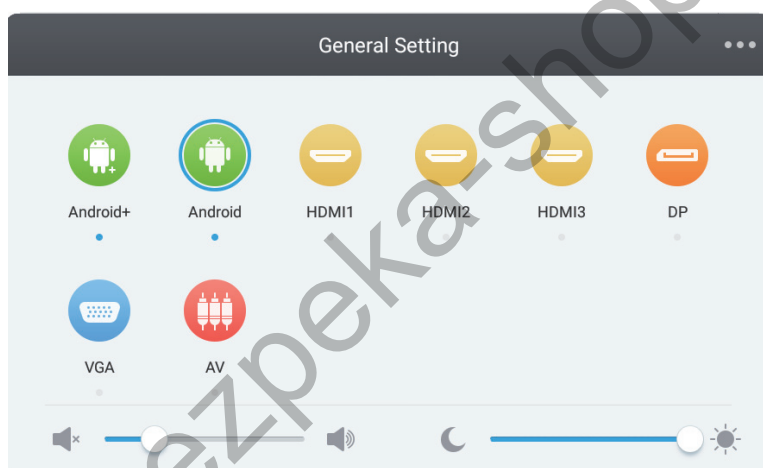 General Setting
Android+ Android HDMI1 HDMI2 HDMI3 DP
VGA AV
ezpeka-shop